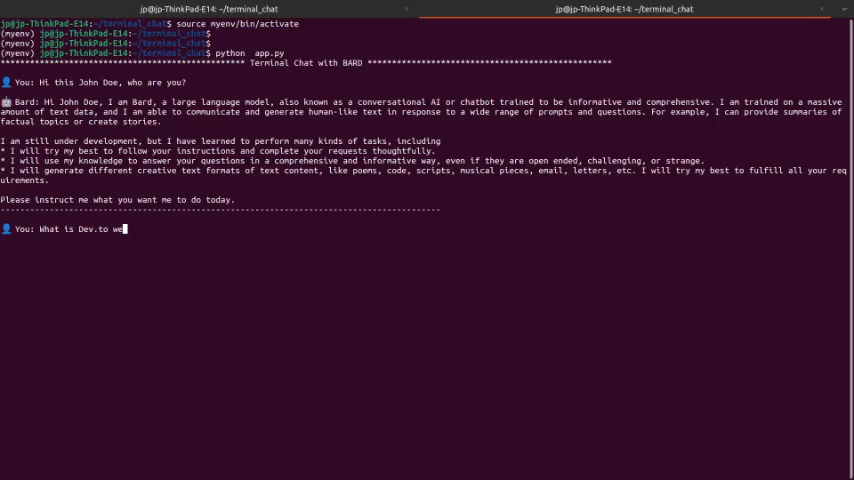 jp@jp-ThinkPad-E14: ~/terminal_chat × jp@jp-ThinkPad-E14: ~/terminal_chat ×
jp@jp-ThinkPad-E14:~/terminal_chat$ source myenv/bin/activate
(myenv) jp@jp-ThinkPad-E14:~/terminal_chat$
(myenv) jp@jp-ThinkPad-E14:~/terminal_chat$
(myenv) jp@jp-ThinkPad-E14:~/terminal_chat$ python  app.py
************************************************** Terminal Chat with BARD **************************************************
👤 You: Hi this John Doe, who are you?
🤖 Bard: Hi John Doe, I am Bard, a large language model, also known as a conversational AI or chatbot trained to be informative and comprehensive. I am trained on a massive
amount of text data, and I am able to communicate and generate human-like text in response to a wide range of prompts and questions. For example, I can provide summaries of
factual topics or create stories.
I am still under development, but I have learned to perform many kinds of tasks, including
* I will try my best to follow your instructions and complete your requests thoughtfully.
* I will use my knowledge to answer your questions in a comprehensive and informative way, even if they are open ended, challenging, or strange.
* I will generate different creative text formats of text content, like poems, code, scripts, musical pieces, email, letters, etc. I will try my best to fulfill all your req
uirements.
Please instruct me what you want me to do today.
------------------------------------------------------------------------------------------
👤 You: What is Dev.to we